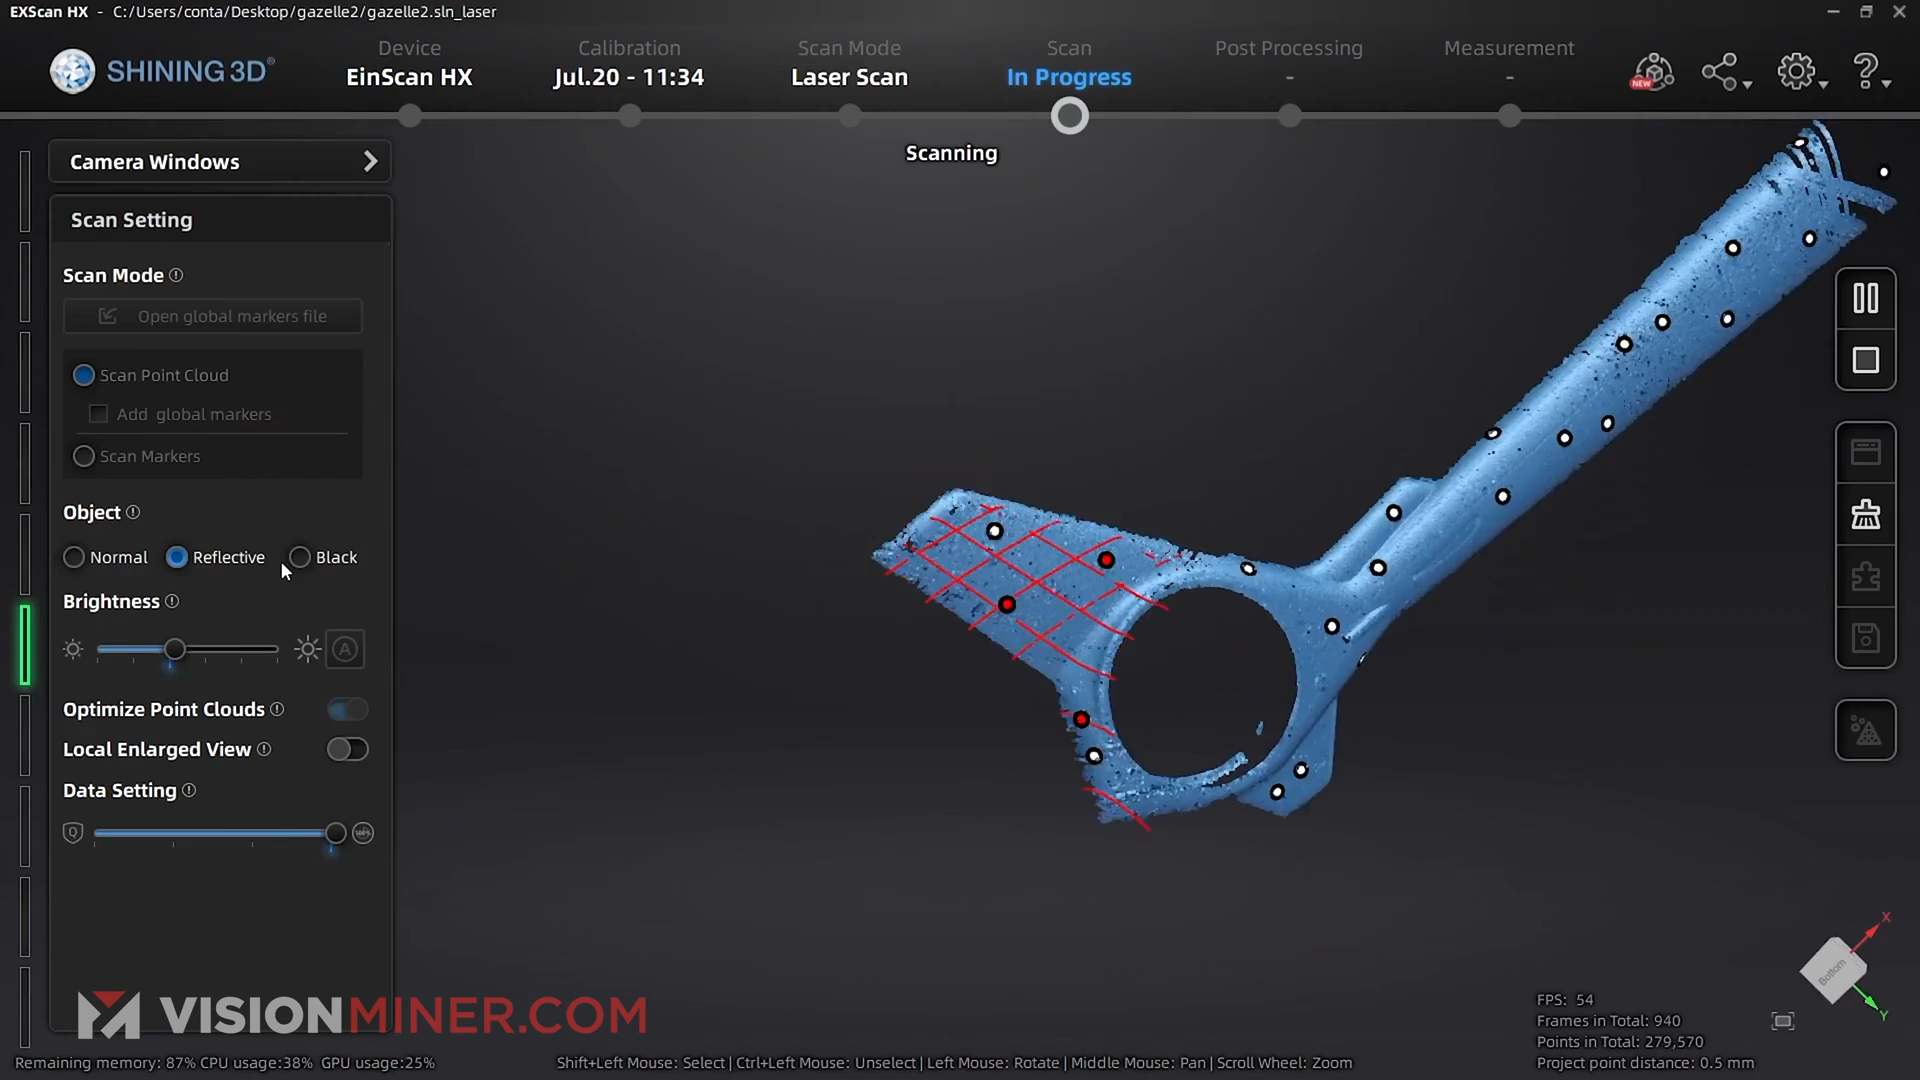 EXScan HX - C:/Users/conta/Desktop/gazelle2/gazelle2.sln_laser
SHINING 3D®
Device
EinScan HX
Calibration
Jul.20 - 11:34
Scan Mode
Laser Scan
Scan
In Progress
Post Processing
-
Measurement
-
NEW
Scanning
Camera Windows
Scan Setting
Scan Mode
Open global markers file
Scan Point Cloud
Add global markers
Scan Markers
Object
Normal
Reflective
Black
Brightness
A
Optimize Point Clouds
Local Enlarged View
Data Setting
Q
100%
Bottom
X
Y
VISIONMINER.COM
FPS: 54
Frames in Total: 940
Points in Total: 279,570
Project point distance: 0.5 mm
Remaining memory: 87% CPU usage:38% GPU usage:25%
Shift+Left Mouse: Select | Ctrl+Left Mouse: Unselect | Left Mouse: Rotate | Middle Mouse: Pan | Scroll Wheel: Zoom